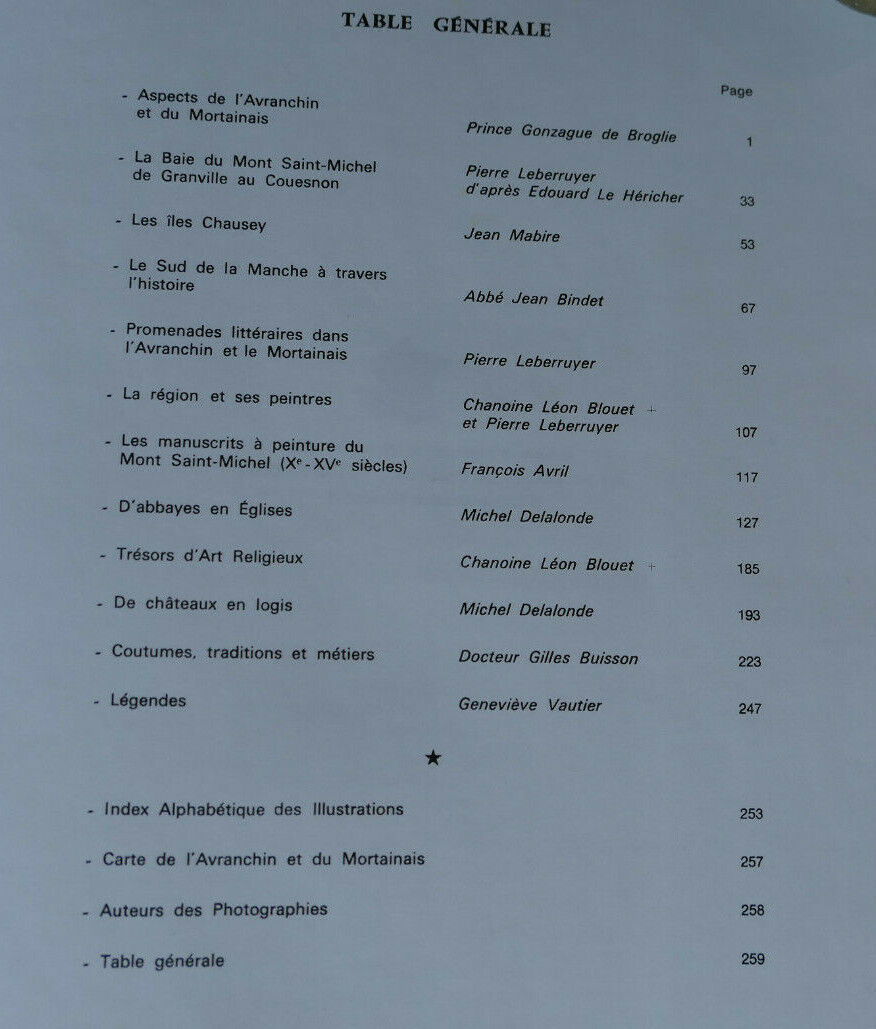 TABLE GÉNÉRALE
Page
- Aspects de l'Avranchin
et du Mortainais
Prince Gonzague de Broglie 1
- La Baie du Mont Saint-Michel
de Granville au Couesnon
Pierre Leberruyer
d'après Edouard Le Héricher 33
- Les îles Chausey
Jean Mabire 53
- Le Sud de la Manche à travers
l'histoire
Abbé Jean Bindet 67
- Promenades littéraires dans
l'Avranchin et le Mortainais
Pierre Leberruyer 97
- La région et ses peintres
Chanoine Léon Blouet +
et Pierre Leberruyer 107
- Les manuscrits à peinture du
Mont Saint-Michel (Xe-XVe siècles)
François Avril 117
- D'abbayes en Églises
Michel Delalonde 127
- Trésors d'Art Religieux
Chanoine Léon Blouet + 185
- De châteaux en logis
Michel Delalonde 193
- Coutumes, traditions et métiers
Docteur Gilles Buisson 223
- Légendes
Geneviève Vautier 247
★
- Index Alphabétique des Illustrations 253
- Carte de l'Avranchin et du Mortainais 257
- Auteurs des Photographies 258
- Table générale 259